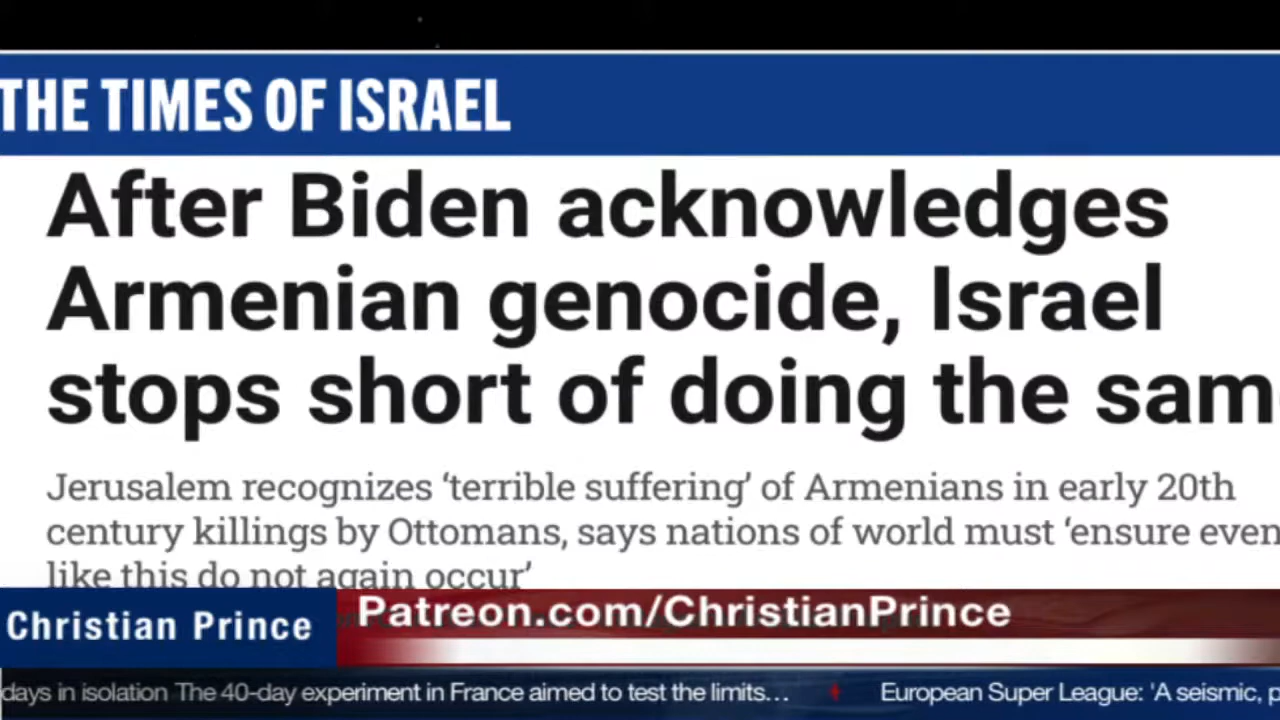 THE TIMES OF ISRAEL
After Biden acknowledges
Armenian genocide, Israel
stops short of doing the sam
Jerusalem recognizes ‘terrible suffering’ of Armenians in early 20th
century killings by Ottomans, says nations of world must ‘ensure even
like this do not again occur’
Christian Prince
Patreon.com/ChristianPrince
days in isolation The 40-day experiment in France aimed to test the limits... European Super League: 'A seismic, p